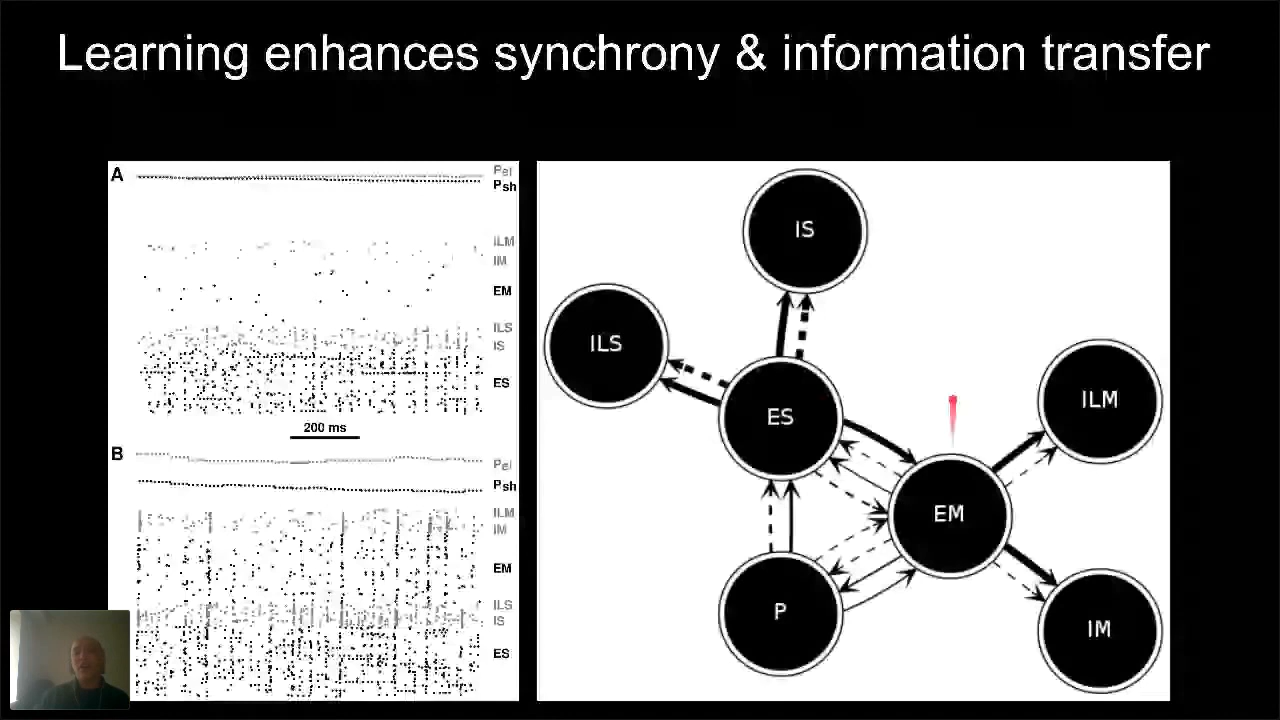 Learning enhances synchrony & information transfer
A
Pel
Psh
ILM
IM
EM
ILS
IS
ES
200 ms
B
Pel
Psh
ILM
IM
EM
ILS
IS
ES
IS
ILS
ES
ILM
EM
P
IM